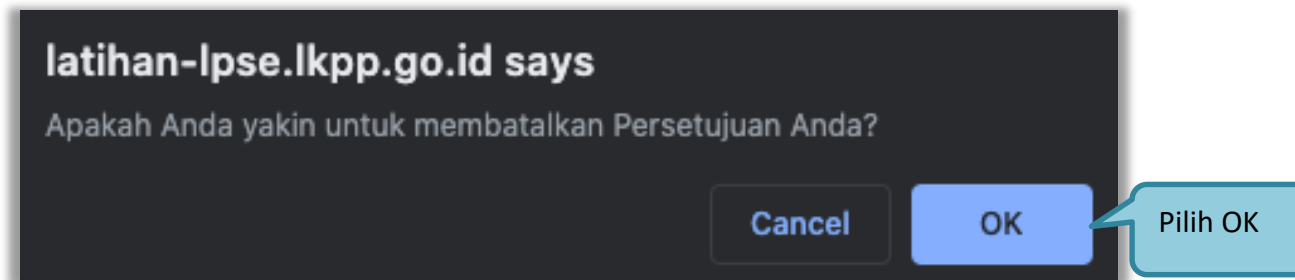 latihan-lpse.lkpp.go.id says
Apakah Anda yakin untuk membatalkan Persetujuan Anda?
Cancel
OK
Pilih OK